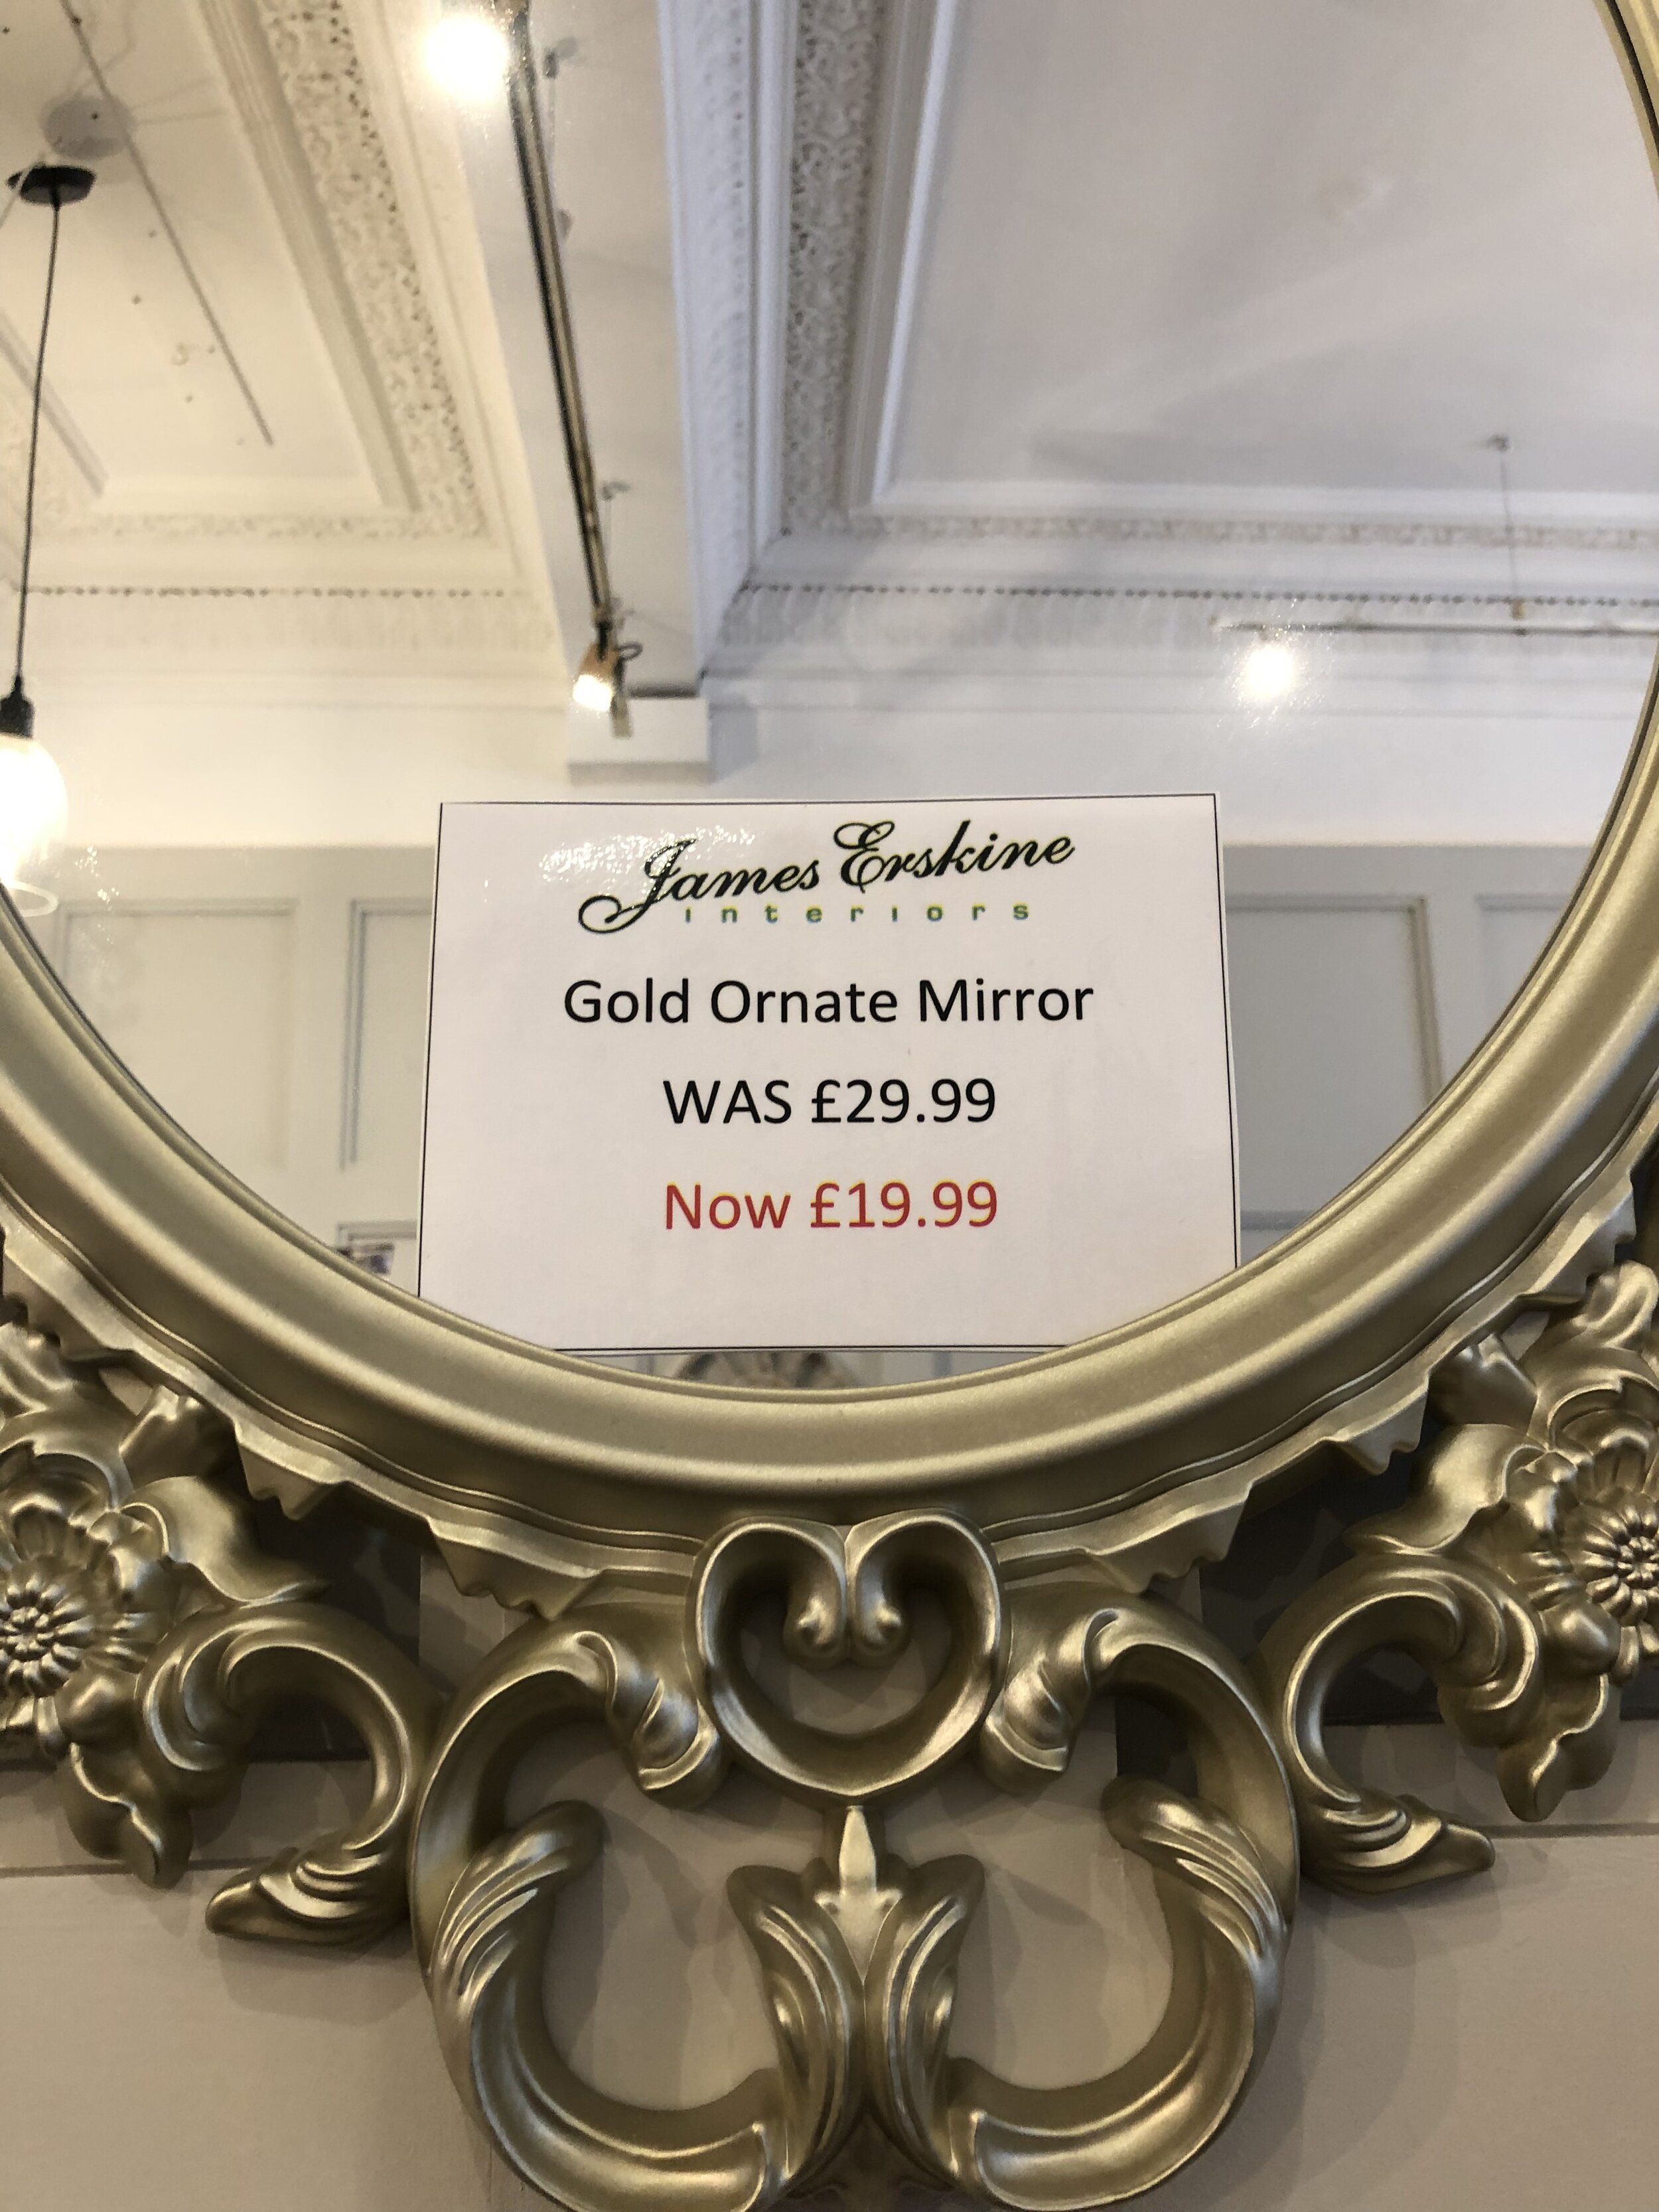 James Erskine
interiors
Gold Ornate Mirror
WAS £29.99
Now £19.99